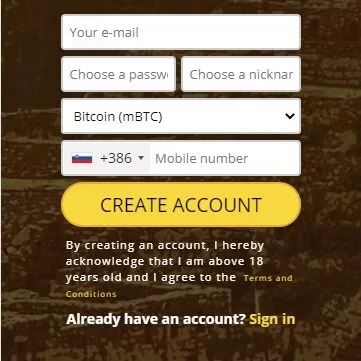 Your e-mail
Choose a passw Choose a nicknar
Bitcoin (mBTC)
+386 Mobile number
CREATE ACCOUNT
By creating an account, I hereby
acknowledge that I am above 18
years old and I agree to the Terms and
Conditions
Already have an account? Sign in